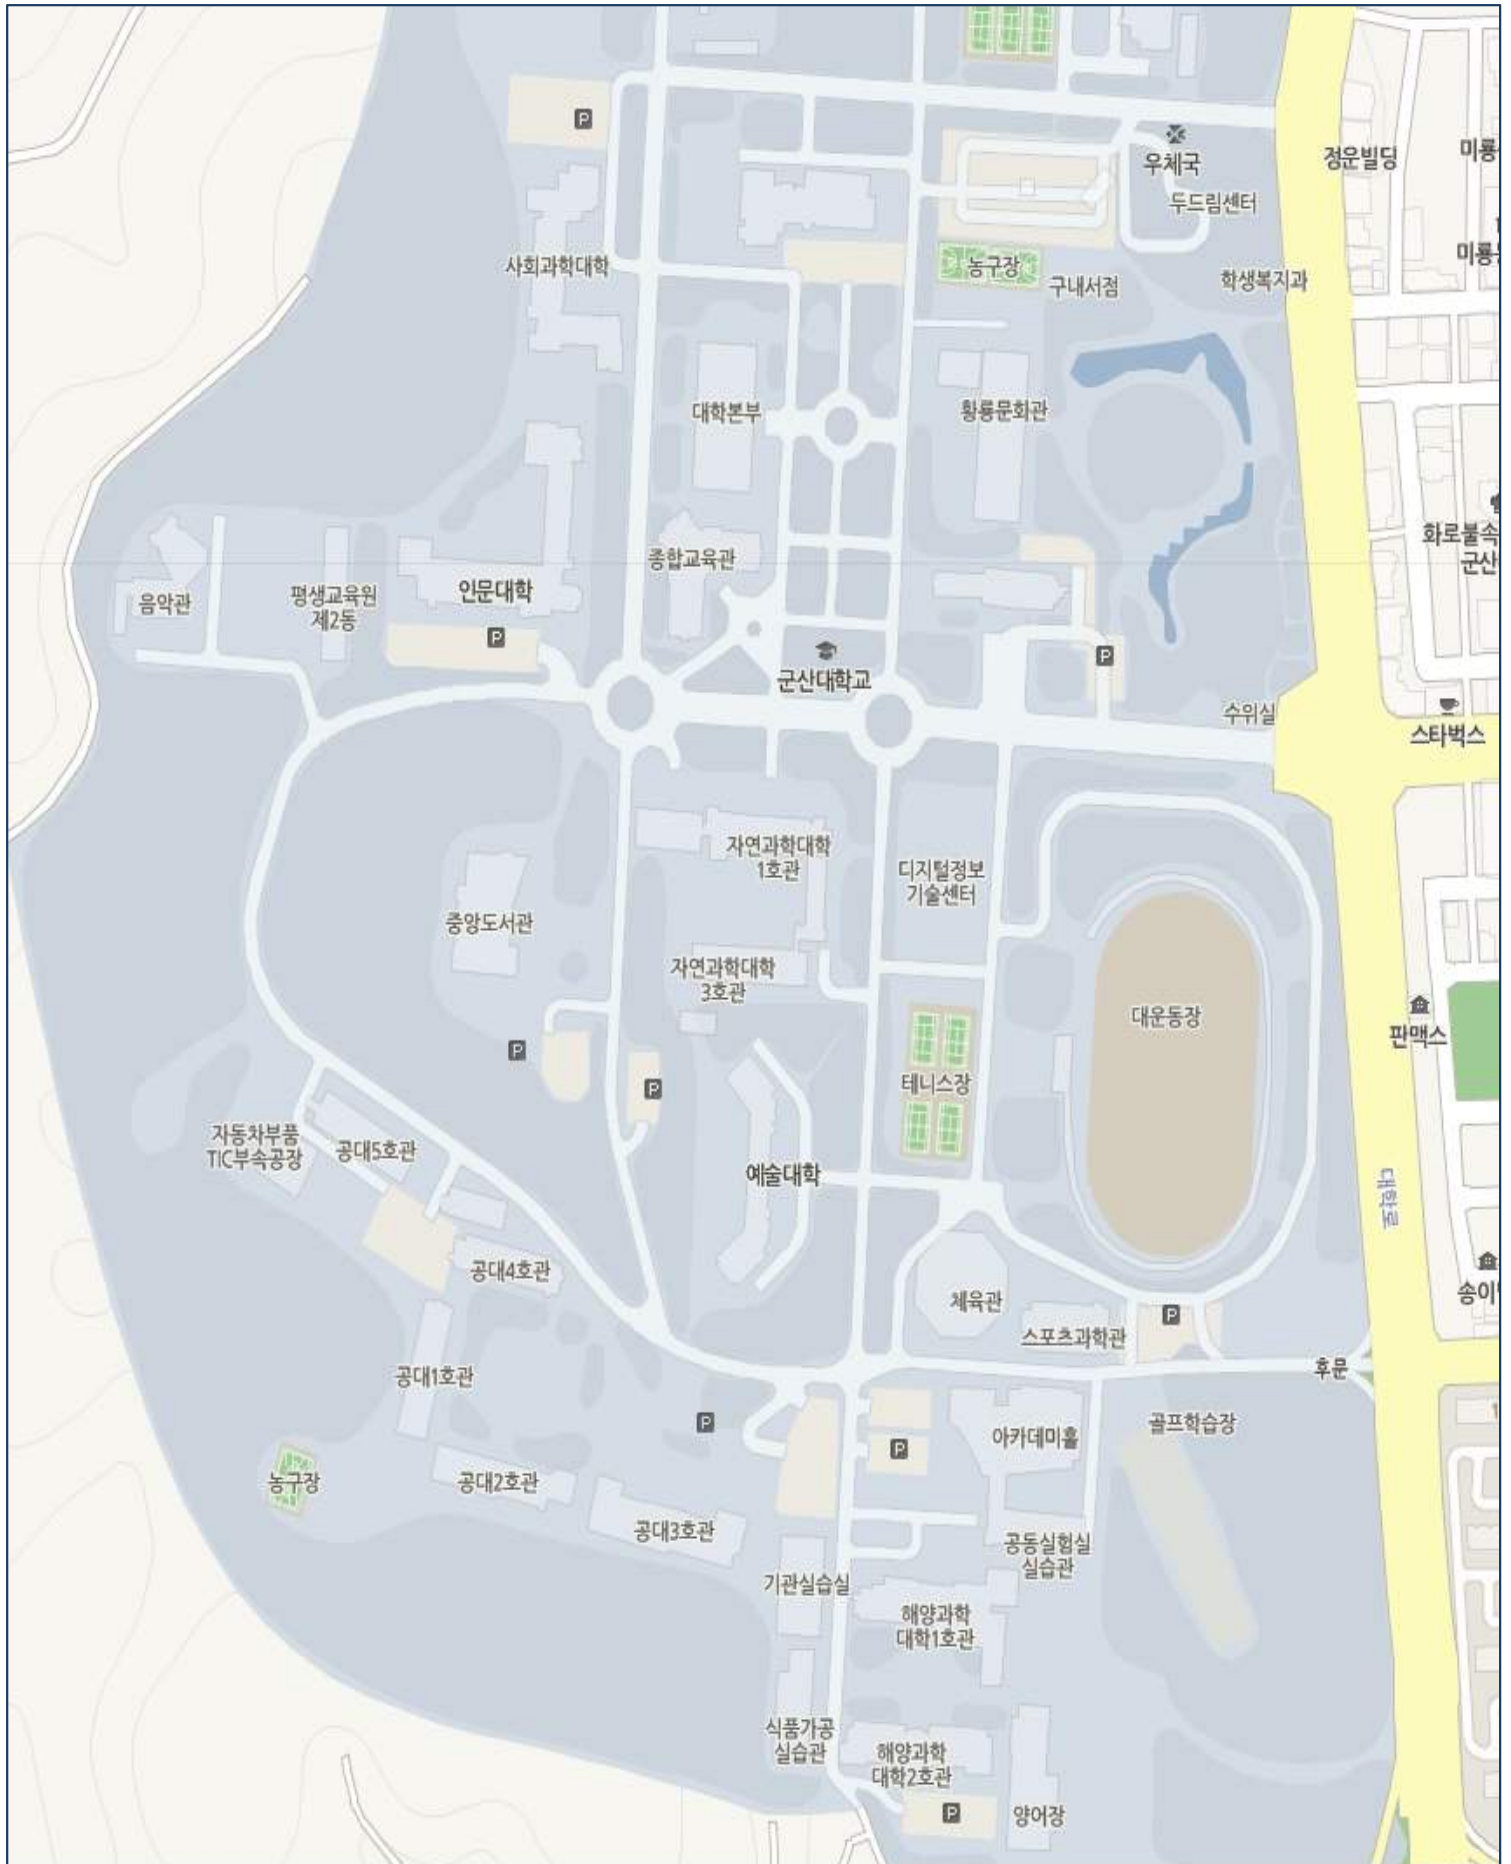 P
우체국
정운빌딩
미룡
두드림센터
사회과학대학
농구장
구내서점
학생복지과
미룡
대학본부
황룡문화관
종합교육관
화로불속
군산
음악관
평생교육원
제2동
인문대학
P
군산대학교
P
수위실
스타벅스
자연과학대학
1호관
디지털정보
기술센터
중앙도서관
자연과학대학
3호관
대운동장
판맥스
P
P
테니스장
자동차부품
TIC부속공장
공대5호관
예술대학
대학로
공대4호관
체육관
송이
P
스포츠과학관
후문
공대1호관
P
아카데미홀
골프학습장
P
농구장
공대2호관
공대3호관
공동실험실
실습관
기관실습실
해양과학
대학1호관
식품가공
실습관
해양과학
대학2호관
P
양어장